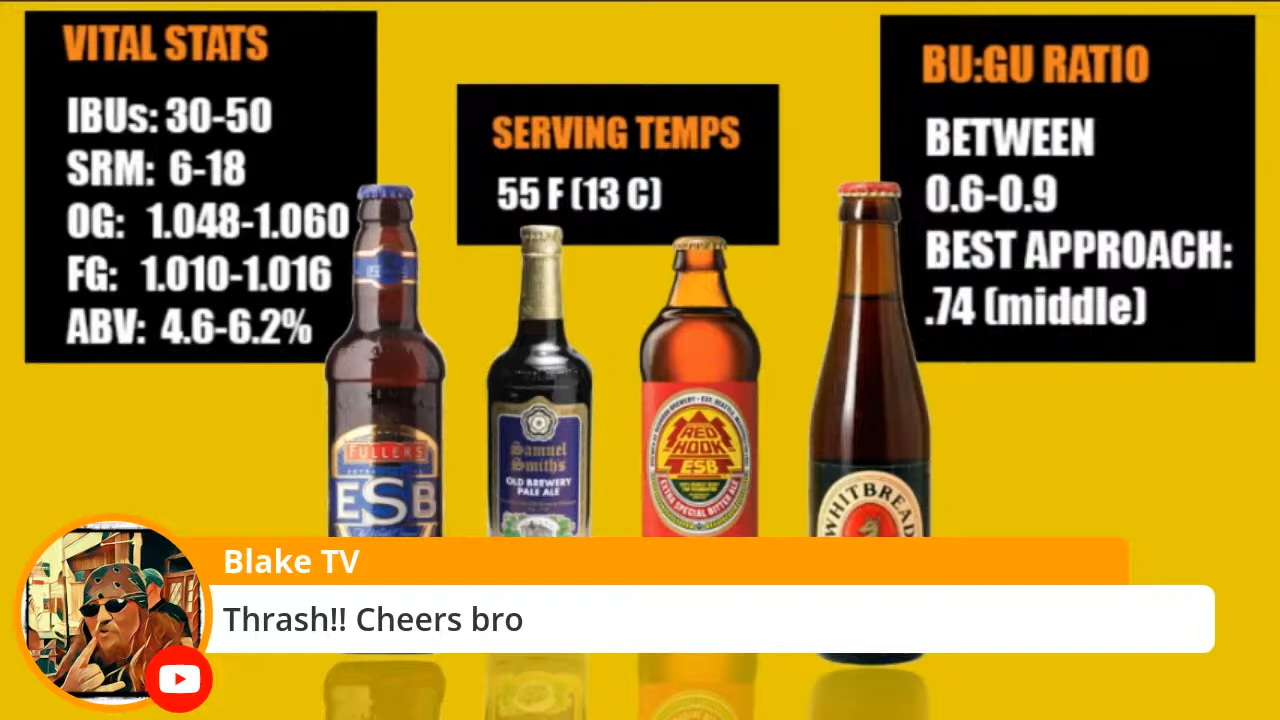 VITAL STATS
IBUs: 30-50
SRM: 6-18
OG: 1.048-1.060
FG: 1.010-1.016
ABV: 4.6-6.2%
SERVING TEMPS
55 F (13 C)
BU:GU RATIO
BETWEEN
0.6-0.9
BEST APPROACH:
.74 (middle)
FULLER'S
ESB
Samuel
Smith's
OLD BREWERY
PALE ALE
RED
HOOK
ESB
EXTRA SPECIAL BITTER ALE
WHITBREAD
Blake TV
Thrash!! Cheers bro